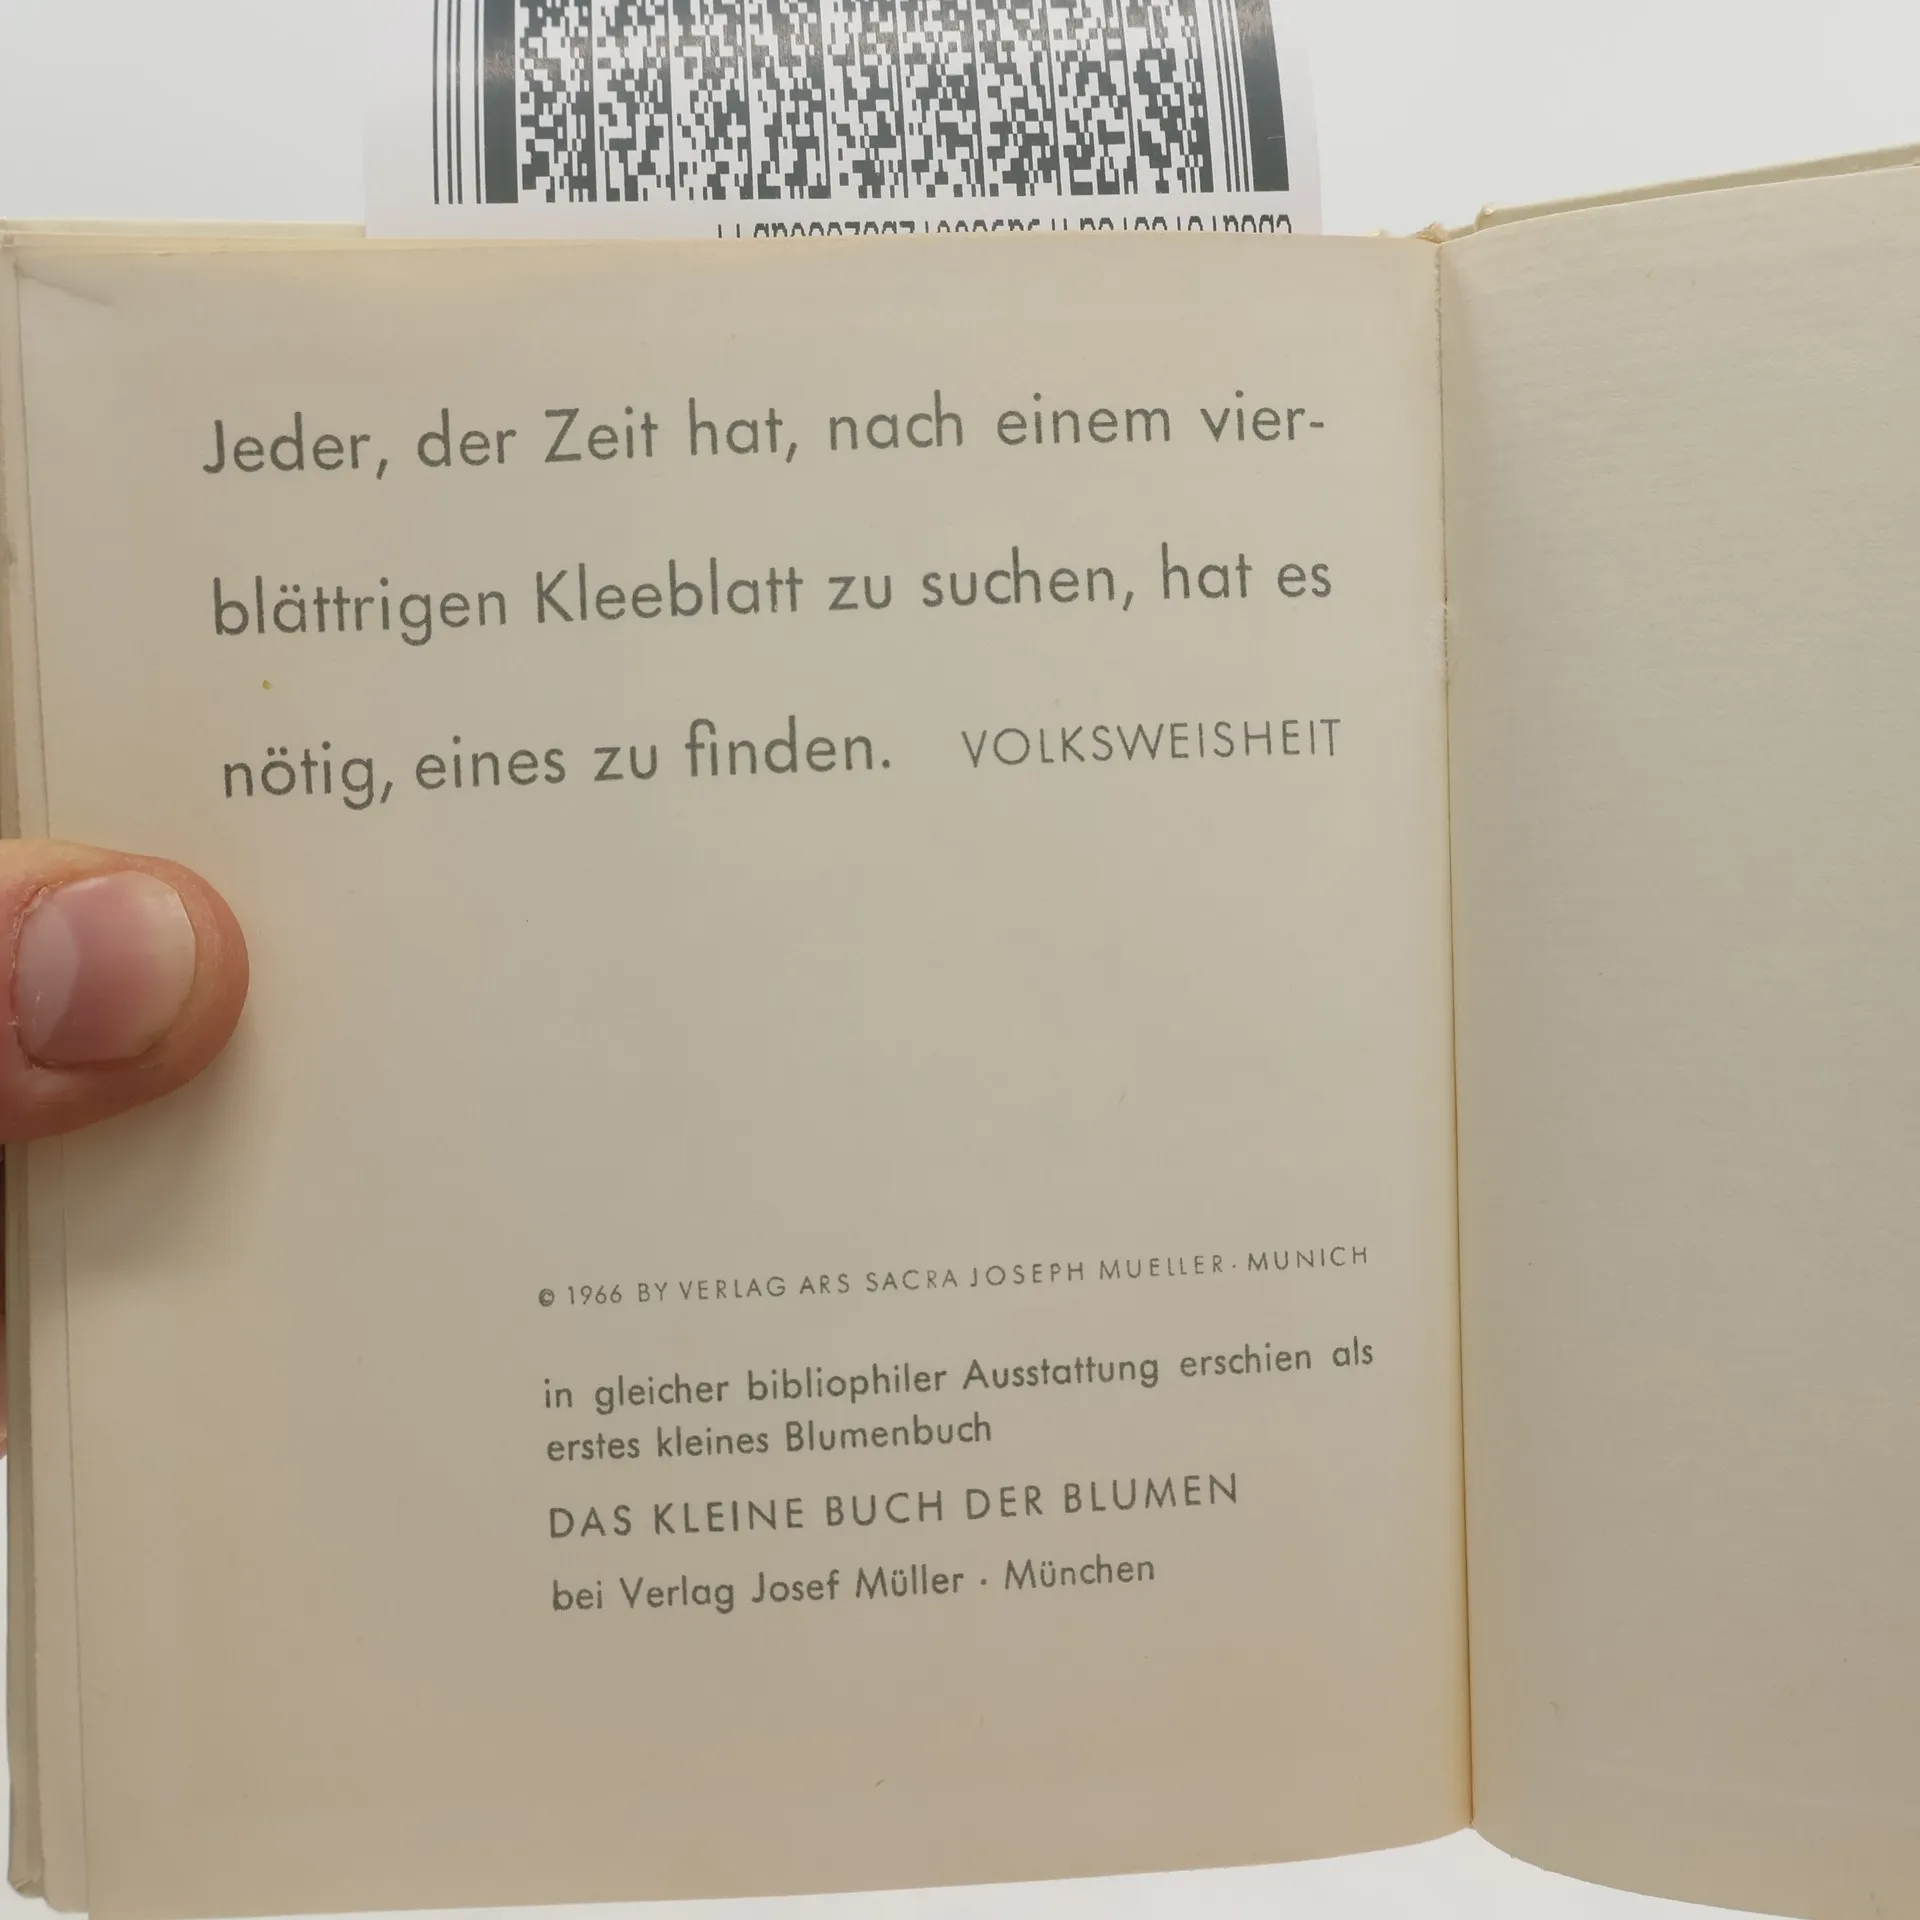 Jeder, der Zeit hat, nach einem vier-
blättrigen Kleeblatt zu suchen, hat es
nötig, eines zu finden. VOLKSWEISHEIT
© 1966 BY VERLAG ARS SACRA JOSEPH MUELLER · MUNICH
in gleicher bibliophiler Ausstattung erschien als
erstes kleines Blumenbuch
DAS KLEINE BUCH DER BLUMEN
bei Verlag Josef Müller · München